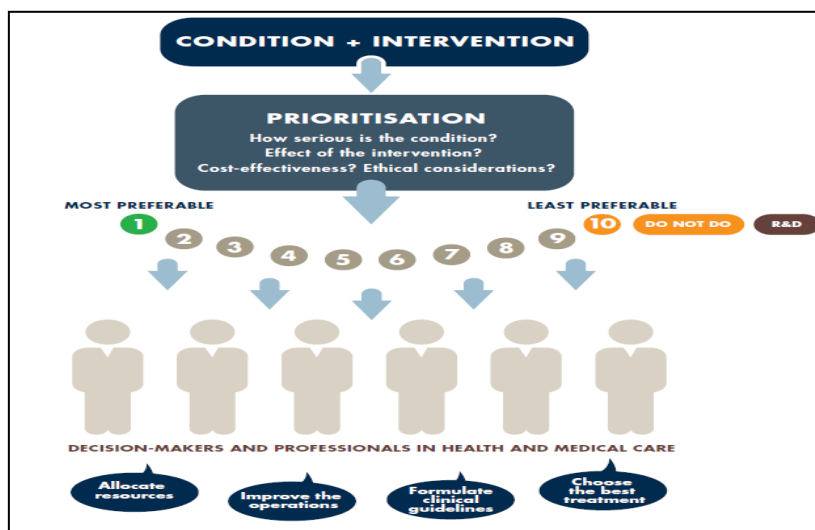 CONDITION + INTERVENTION
PRIORITISATION
How serious is the condition?
Effect of the intervention?
Cost-effectiveness? Ethical considerations?
MOST PREFERABLE
LEAST PREFERABLE
1
2
3
4
5
6
7
8
9
10
DO NOT DO
R&D
DECISION-MAKERS AND PROFESSIONALS IN HEALTH AND MEDICAL CARE
Allocate
resources
Improve the
operations
Formulate
clinical
guidelines
Choose
the best
treatment